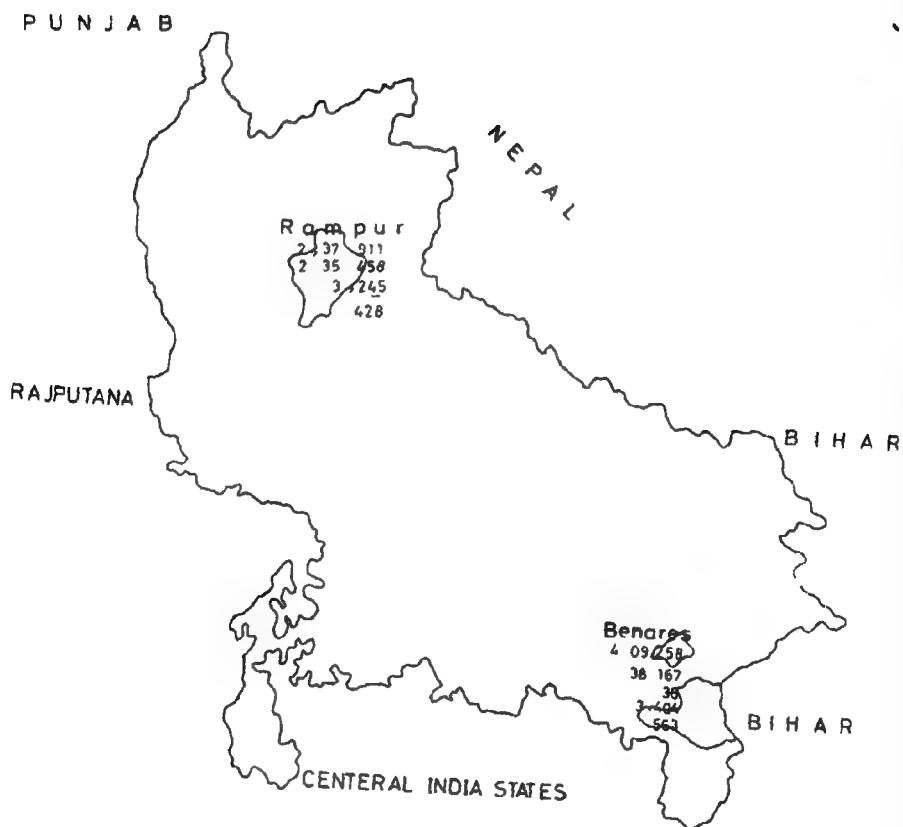 PUNJAB
NEPAL
Rampur
2,37 911
2 35 458
3,245
-
428
RAJPUTANA
BIHAR
Benares
4 09,258
38 167
38
3,404
563
BIHAR
CENTERAL INDIA STATES